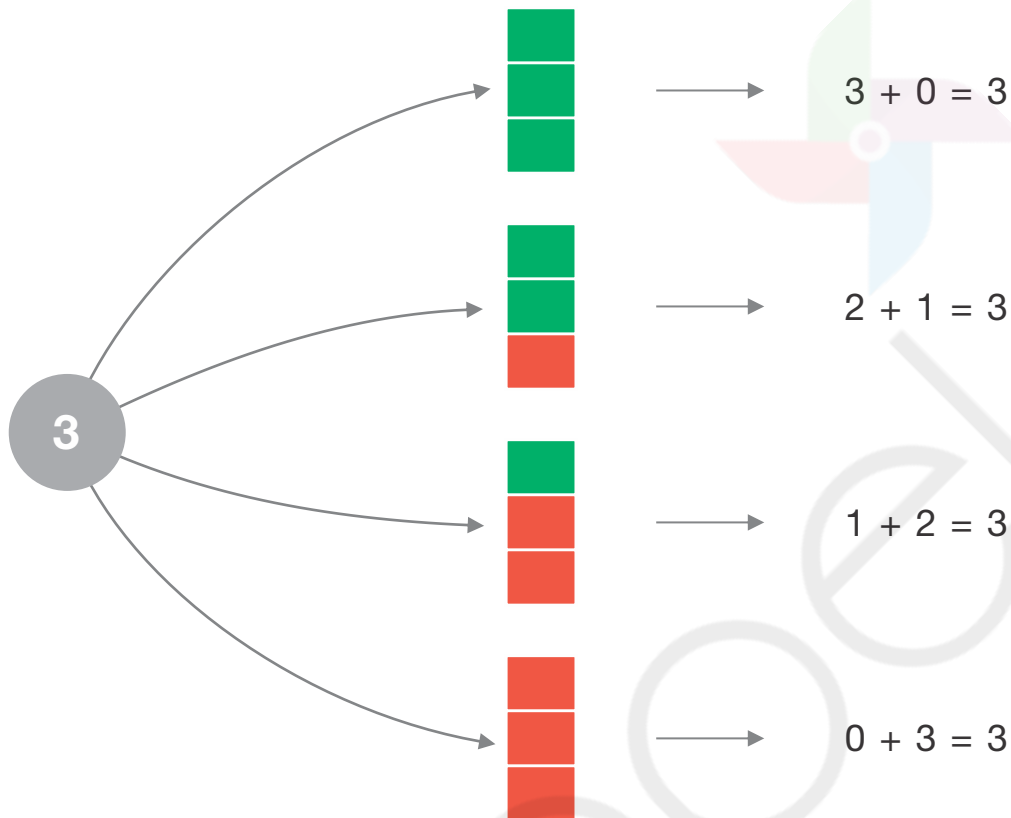 3 + 0 = 3
2 + 1 = 3
3
1 + 2 = 3
0 + 3 = 3